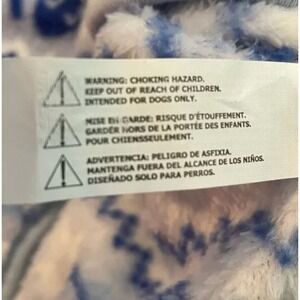 WARNING: CHOKING HAZARD.
KEEP OUT OF REACH OF CHILDREN.
INTENDED FOR DOGS ONLY.
MISE EN GARDE: RISQUE D'ÉTOUFFEMENT.
GARDER HORS DE LA PORTÉE DES ENFANTS.
POUR CHIENSSEULEMENT.
ADVERTENCIA: PELIGRO DE ASFIXIA.
MANTENGA FUERA DEL ALCANCE DE LOS NIÑOS.
DISEÑADO SOLO PARA PERROS.